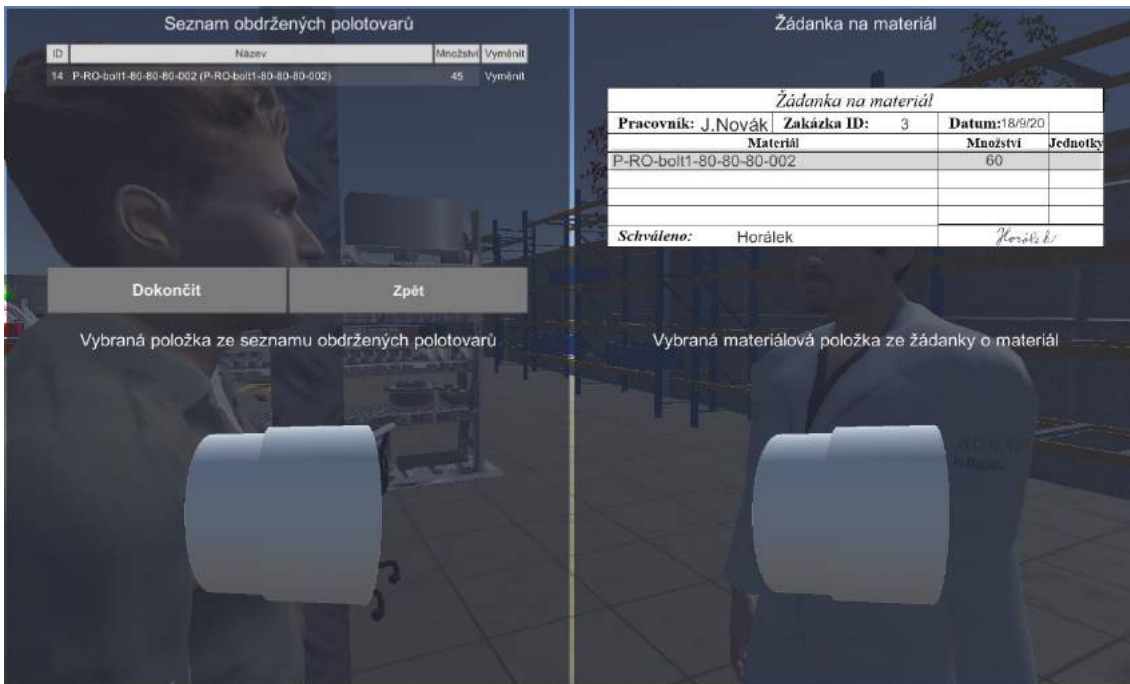 Seznam obdržených polotovarů
ID Název Množství Vyměnit
14 P-RO-bolt1-80-80-80-002 (P-RO-bolt1-80-80-80-002) 45 Vyměnit
Dokončit Zpět
Vybraná položka ze seznamu obdržených polotovarů
Žádanka na materiál
Žádanka na materiál
Pracovník: J.Novák Zakázka ID: 3 Datum:18/9/20
Materiál Množství Jednotky
P-RO-bolt1-80-80-80-002 60
Schváleno: Horálek Horálek
Vybraná materiálová položka ze žádanky o materiál